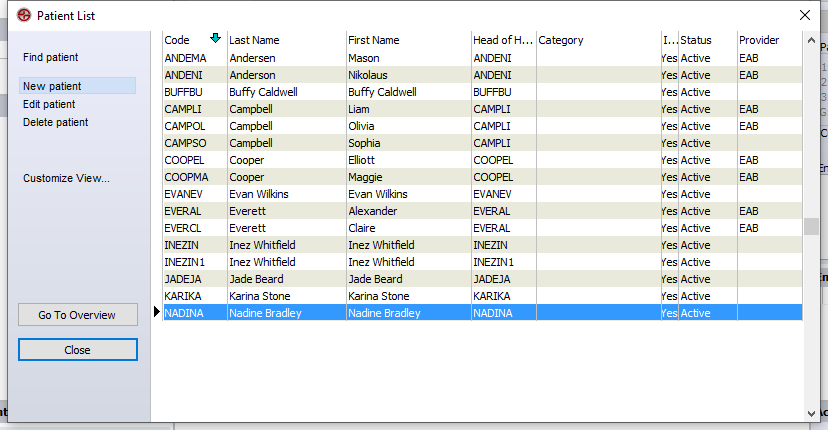 Patient List
Find patient
New patient
Edit patient
Delete patient
Customize View...
Go To Overview
Close
Code Last Name First Name Head of H... Category I... Status Provider
ANDEMA Andersen Mason ANDENI Yes Active EAB
ANDENI Anderson Nikolaus ANDENI Yes Active EAB
BUFFBU Buffy Caldwell Buffy Caldwell BUFFBU Yes Active
CAMPLI Campbell Liam CAMPLI Yes Active EAB
CAMPOL Campbell Olivia CAMPLI Yes Active EAB
CAMPSO Campbell Sophia CAMPLI Yes Active
COOPEL Cooper Elliott COOPEL Yes Active EAB
COOPMA Cooper Maggie COOPEL Yes Active EAB
EVANEV Evan Wilkins Evan Wilkins EVANEV Yes Active
EVERAL Everett Alexander EVERAL Yes Active EAB
EVERCL Everett Claire EVERAL Yes Active EAB
INEZIN Inez Whitfield Inez Whitfield INEZIN Yes Active
INEZIN1 Inez Whitfield Inez Whitfield INEZIN1 Yes Active
JADEJA Jade Beard Jade Beard JADEJA Yes Active
KARIKA Karina Stone Karina Stone KARIKA Yes Active
NADINA Nadine Bradley Nadine Bradley NADINA Yes Active